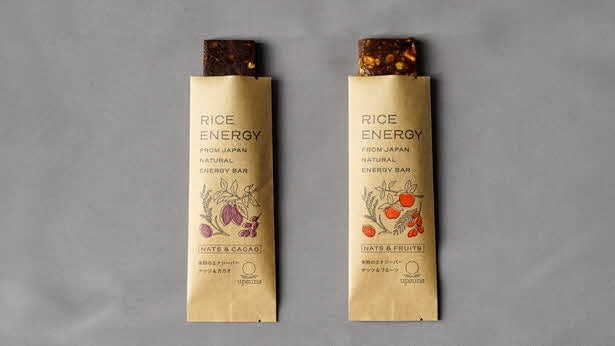 RICE
ENERGY
FROM JAPAN
NATURAL
ENERGY BAR
NATS & CACAO
米粉のエナジーバー
ナッツ&カカオ
upsuns
RICE
ENERGY
FROM JAPAN
NATURAL
ENERGY BAR
NATS & FRUITS
米粉のエナジーバー
ナッツ&フルーツ
upsuns